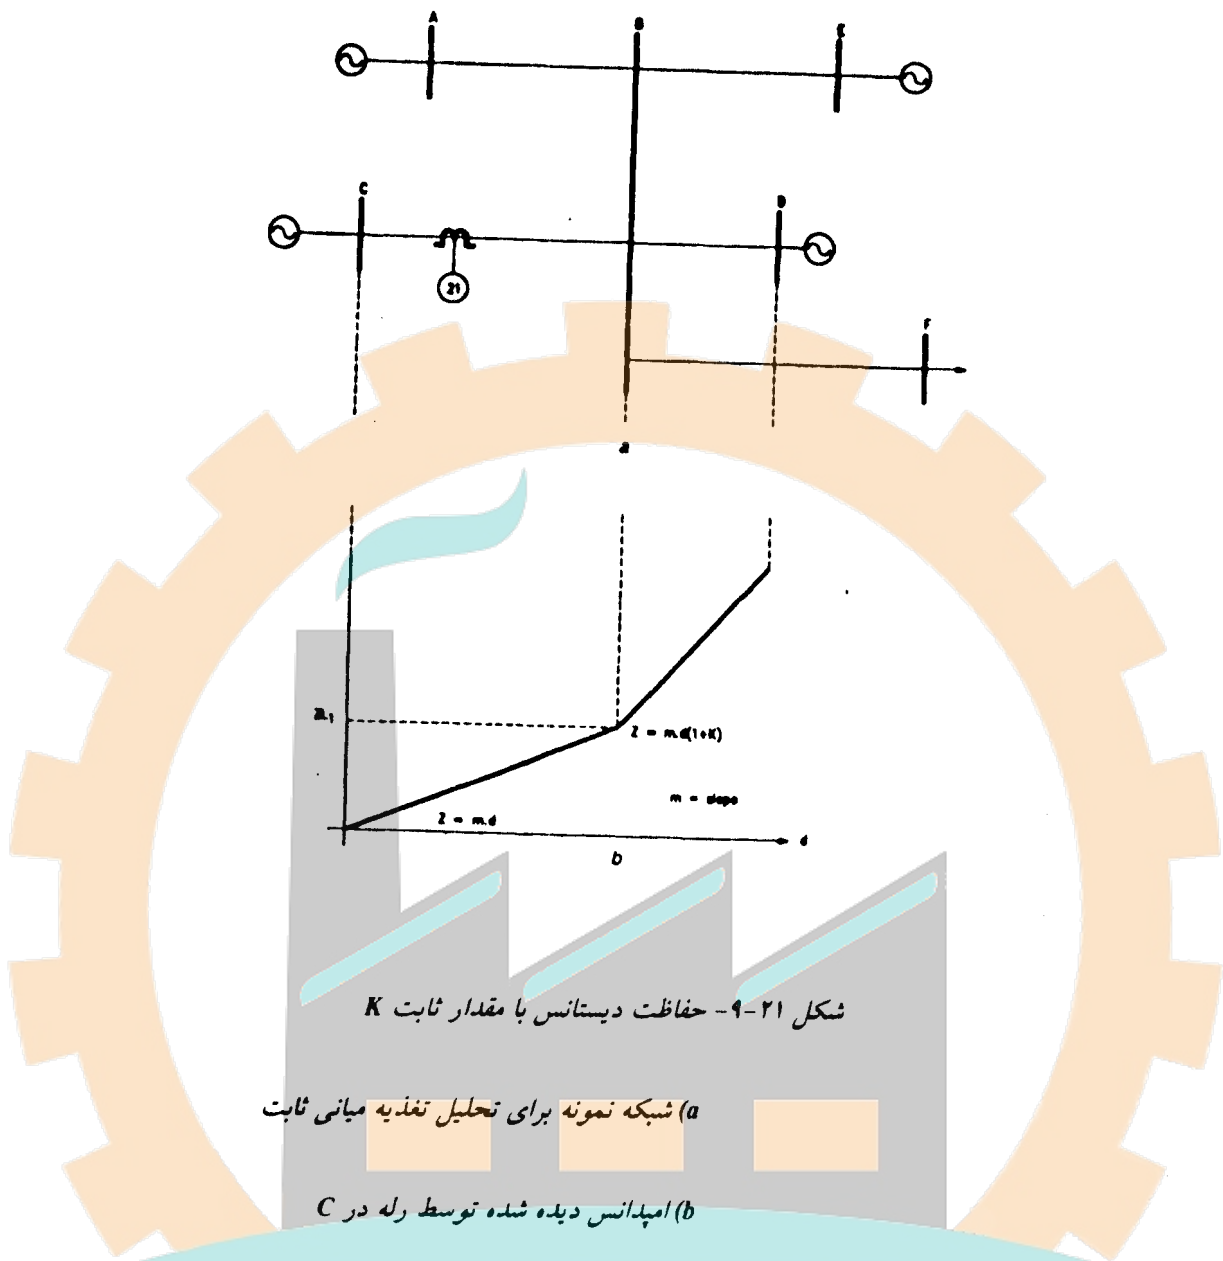 A
B
E
C
D
21
F
a
Z₁
Z = m.d(1+K)
m = slope
Z = m.d
d
b
شکل ۲۱-۹- حفاظت دیستانس با مقدار ثابت K
a) شبکه نمونه برای تحلیل تغذیه میانی ثابت
b) امپدانس دیده شده توسط رله در C